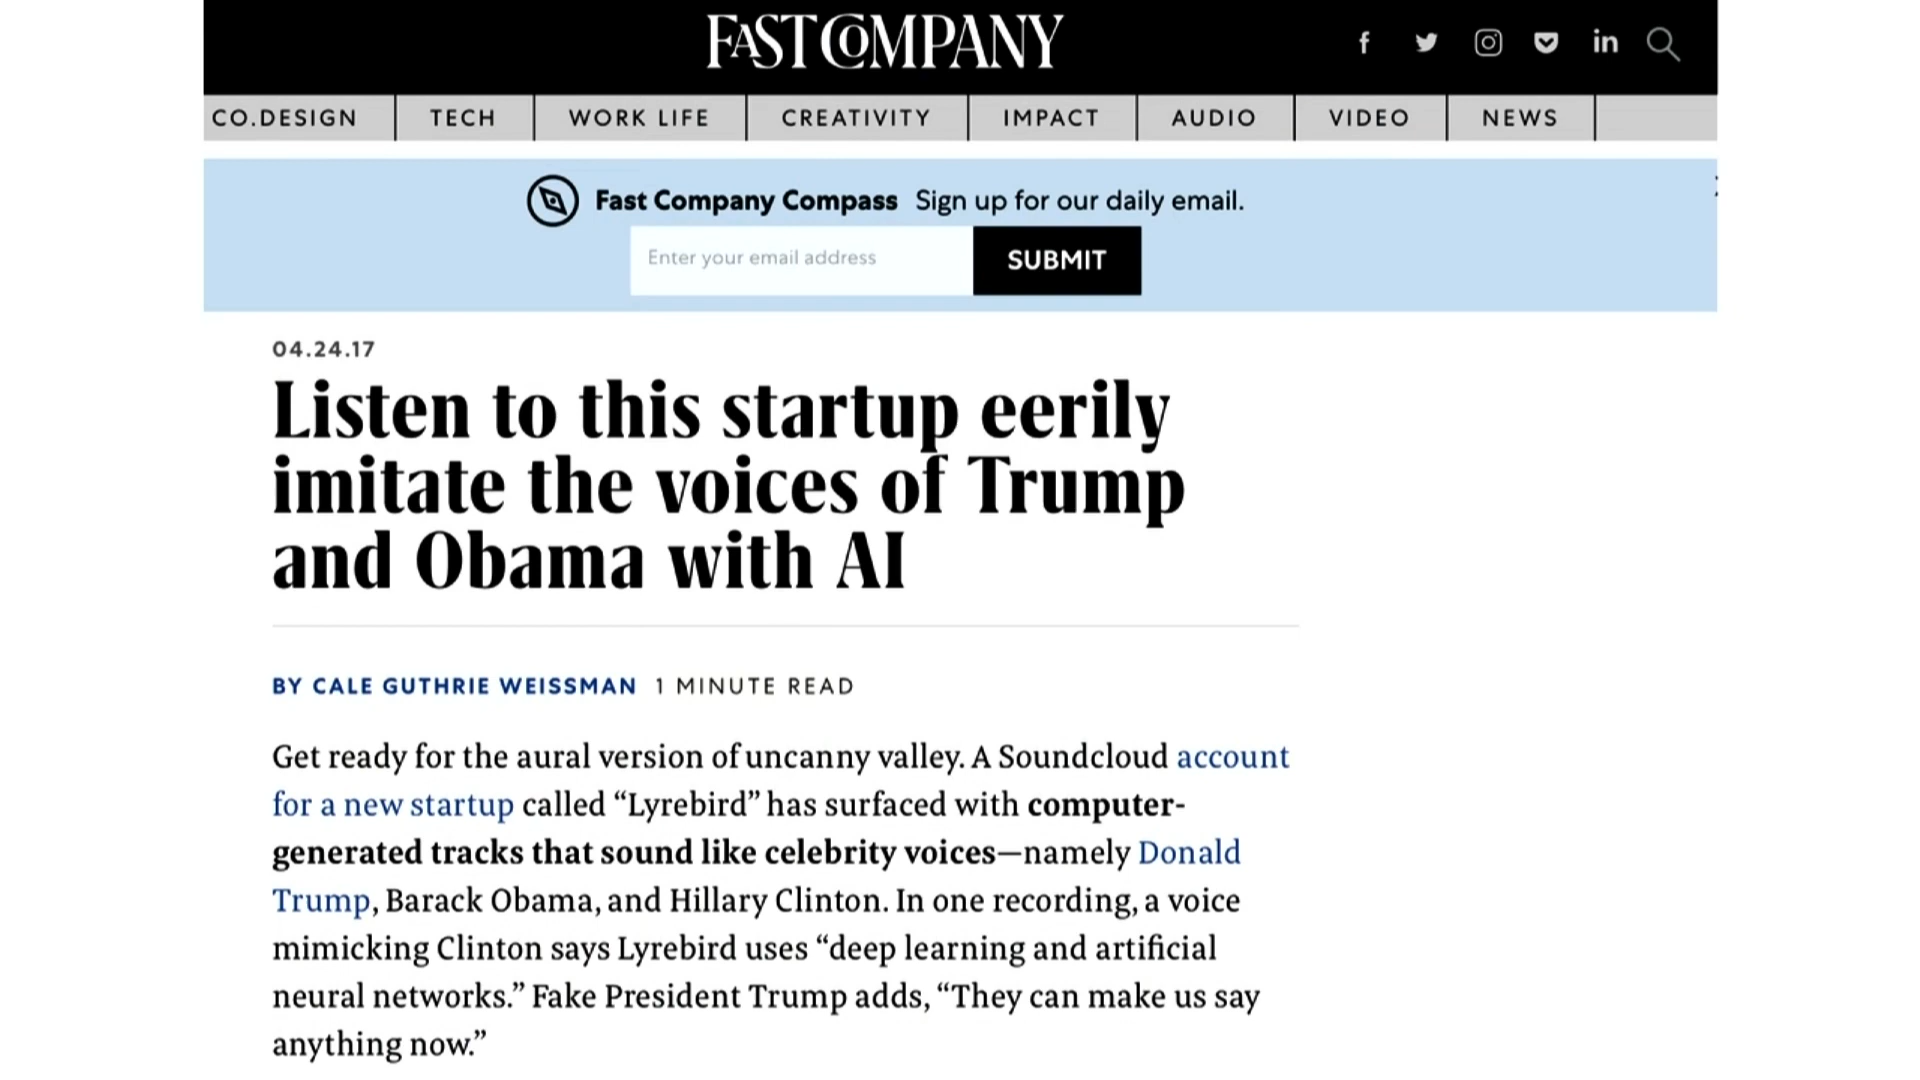 FAST COMPANY
f
in
CO.DESIGN
TECH
WORK LIFE
CREATIVITY
IMPACT
AUDIO
VIDEO
NEWS
Fast Company Compass Sign up for our daily email.
Enter your email address
SUBMIT
04.24.17
Listen to this startup eerily
imitate the voices of Trump
and Obama with AI
BY CALE GUTHRIE WEISSMAN 1 MINUTE READ
Get ready for the aural version of uncanny valley. A Soundcloud account
for a new startup called “Lyrebird” has surfaced with computer-
generated tracks that sound like celebrity voices—namely Donald
Trump, Barack Obama, and Hillary Clinton. In one recording, a voice
mimicking Clinton says Lyrebird uses “deep learning and artificial
neural networks.” Fake President Trump adds, “They can make us say
anything now.”